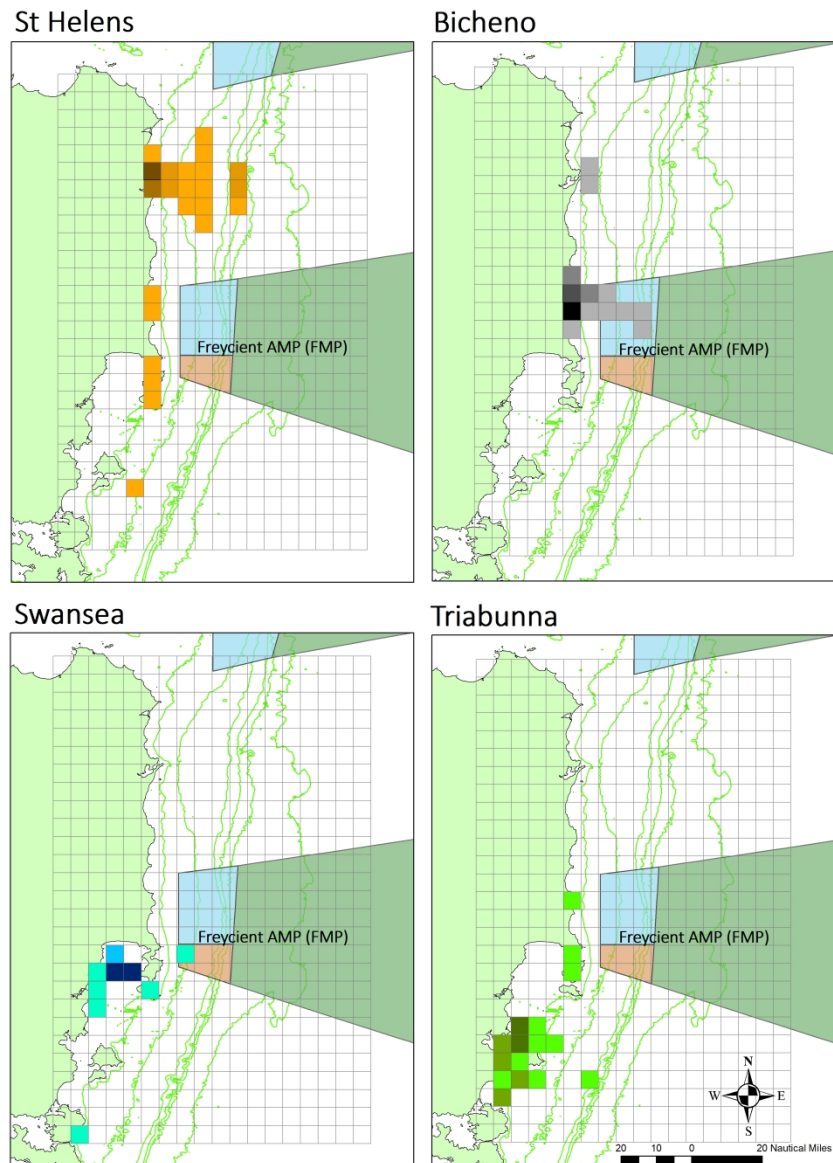 St Helens
Bicheno
Freycient AMP (FMP)
Freycient AMP (FMP)
Swansea
Triabunna
Freycient AMP (FMP)
Freycient AMP (FMP)
N
W E
S
20 10 0 20 Nautical Miles